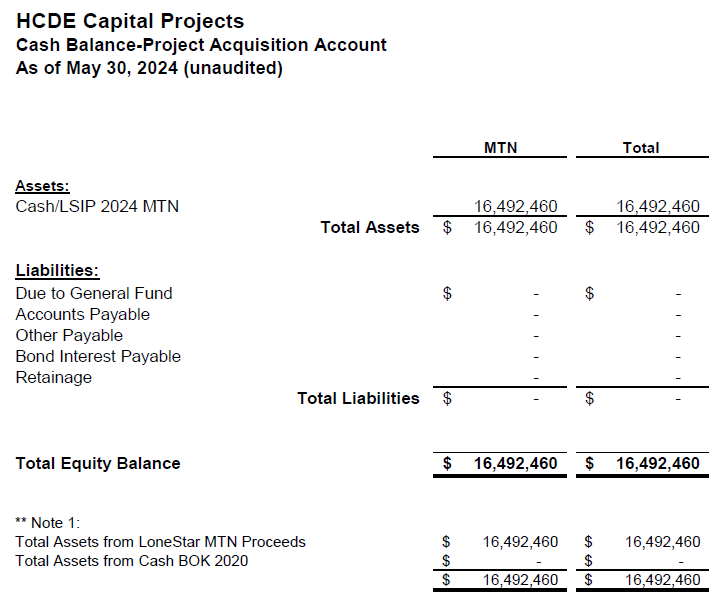 HCDE Capital Projects
Cash Balance-Project Acquisition Account
As of May 30, 2024 (unaudited)
MTN Total
Assets:
Cash/LSIP 2024 MTN 16,492,460 16,492,460
Total Assets $ 16,492,460 $ 16,492,460
Liabilities:
Due to General Fund $ - $ -
Accounts Payable - -
Other Payable - -
Bond Interest Payable - -
Retainage - -
Total Liabilities $ - $ -
Total Equity Balance $ 16,492,460 $ 16,492,460
** Note 1:
Total Assets from LoneStar MTN Proceeds $ 16,492,460 $ 16,492,460
Total Assets from Cash BOK 2020 $ - $ -
$ 16,492,460 $ 16,492,460